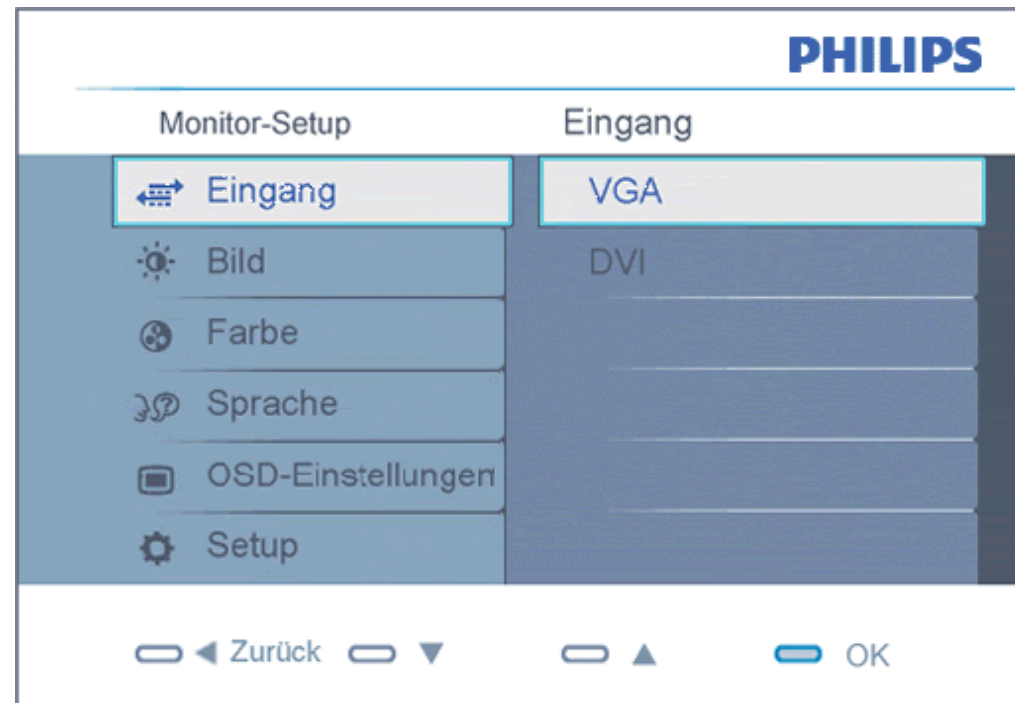 PHILIPS
Monitor-Setup Eingang
Eingang VGA
Bild DVI
Farbe
Sprache
OSD-Einstellungen
Setup
Zurück OK